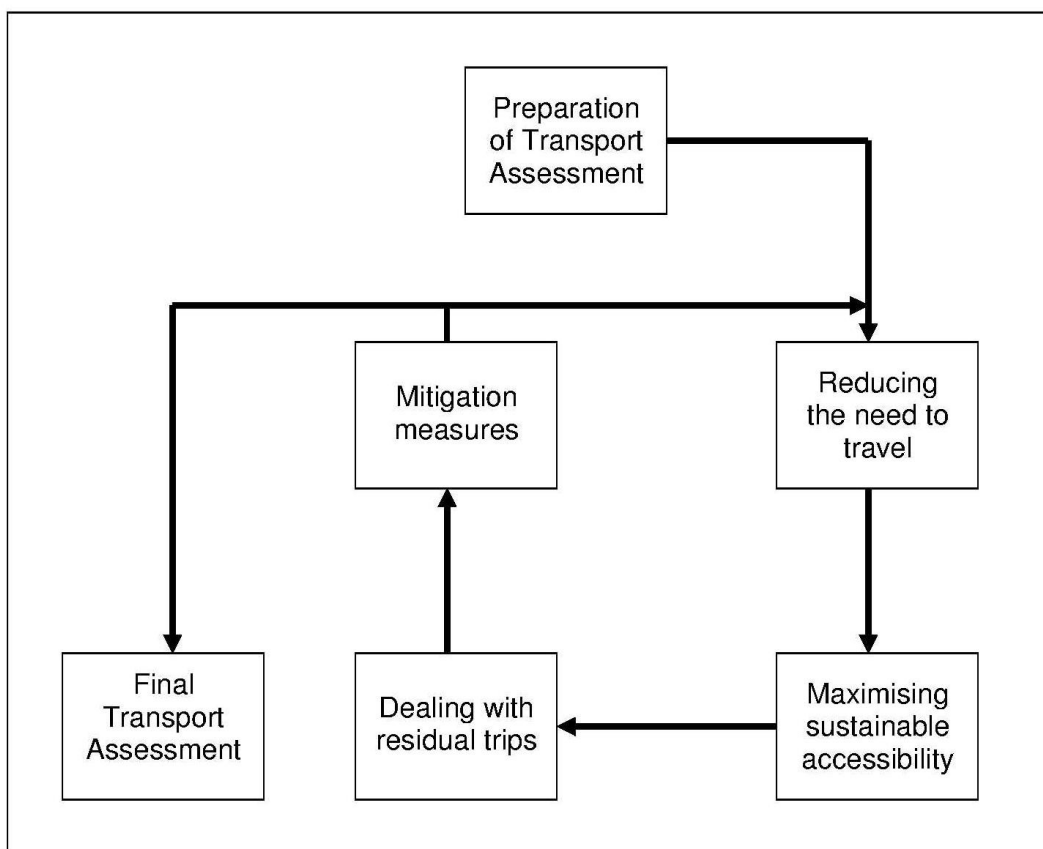 Preparation
of Transport
Assessment
Mitigation
measures
Reducing
the need to
travel
Final
Transport
Assessment
Dealing with
residual trips
Maximising
sustainable
accessibility